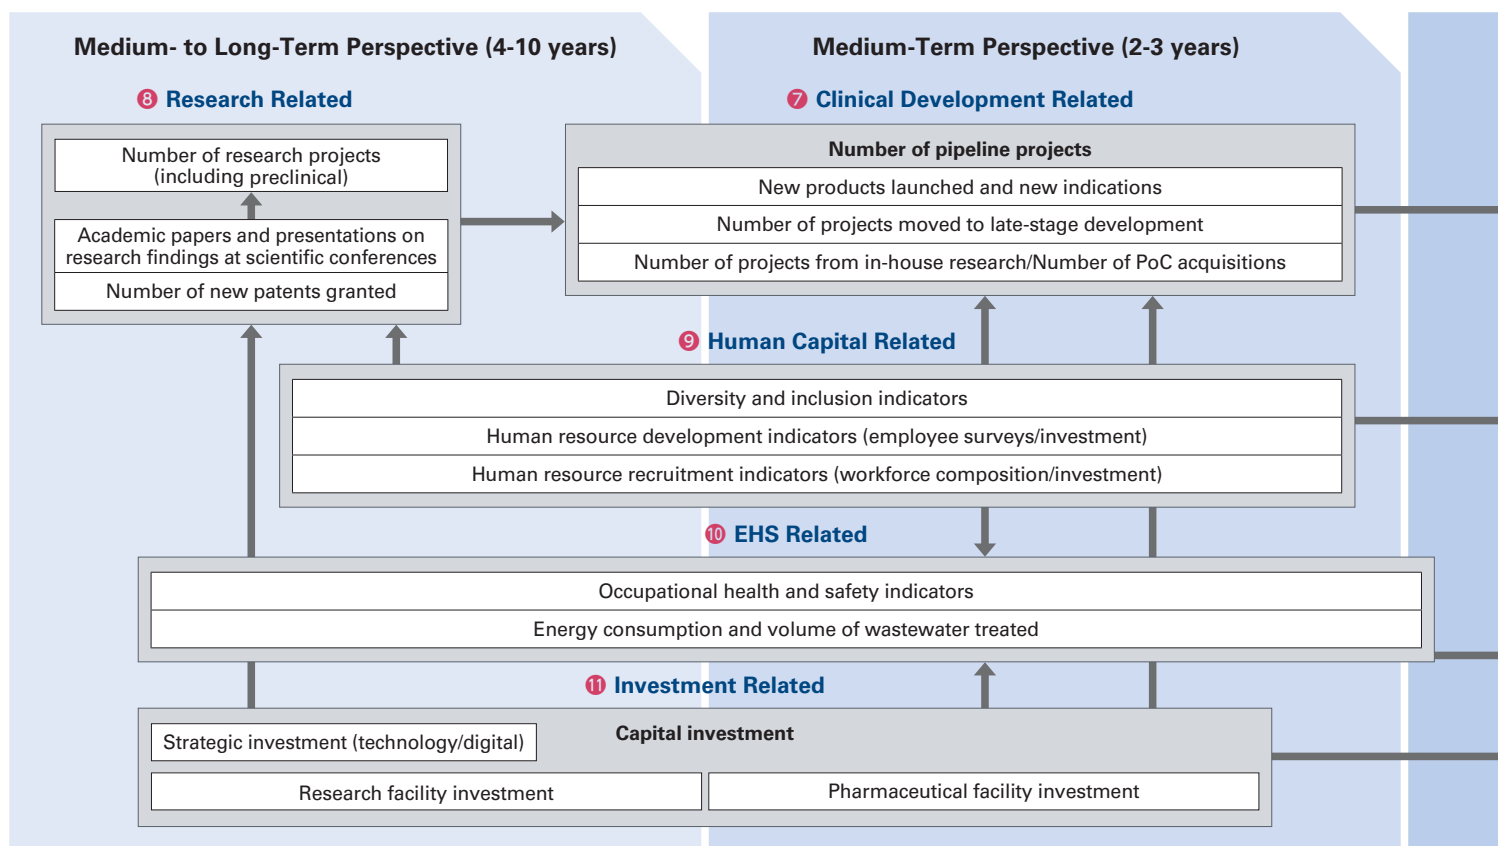 Medium- to Long-Term Perspective (4-10 years)
Medium-Term Perspective (2-3 years)
❽ Research Related
Number of research projects
(including preclinical)
Academic papers and presentations on
research findings at scientific conferences
Number of new patents granted
❼ Clinical Development Related
Number of pipeline projects
New products launched and new indications
Number of projects moved to late-stage development
Number of projects from in-house research/Number of PoC acquisitions
❾ Human Capital Related
Diversity and inclusion indicators
Human resource development indicators (employee surveys/investment)
Human resource recruitment indicators (workforce composition/investment)
❿ EHS Related
Occupational health and safety indicators
Energy consumption and volume of wastewater treated
⓫ Investment Related
Capital investment
Strategic investment (technology/digital)
Research facility investment
Pharmaceutical facility investment